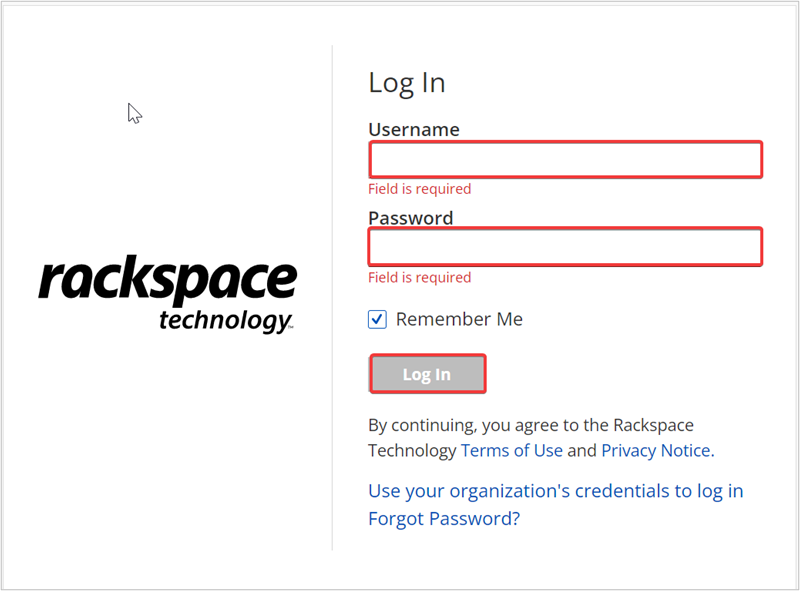 rackspace
technology™
Log In
Username
Field is required
Password
Field is required
Remember Me
Log In
By continuing, you agree to the Rackspace
Technology Terms of Use and Privacy Notice.
Use your organization's credentials to log in
Forgot Password?